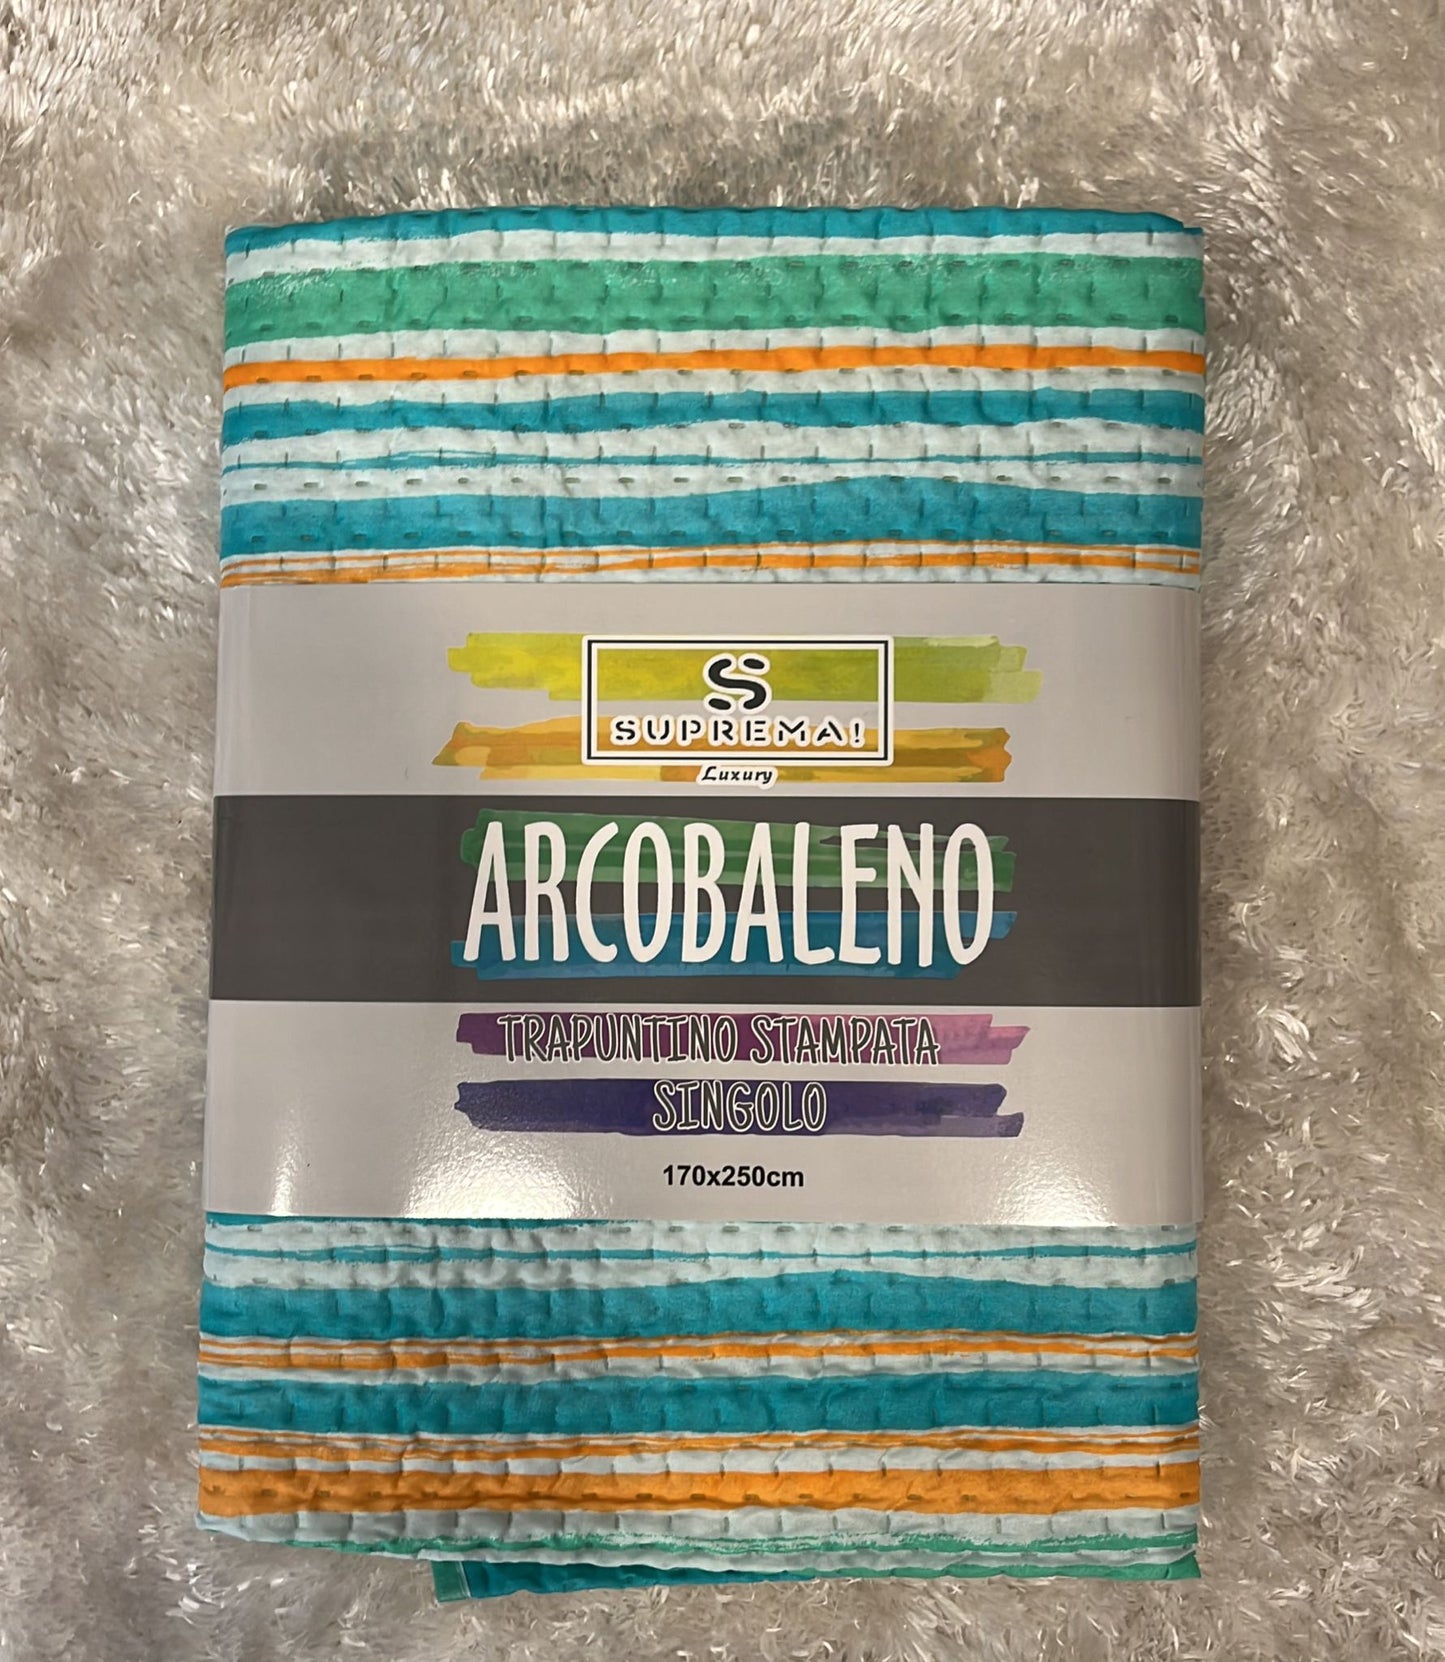 S
SUPREMA!
Luxury
ARCOBALENO
TRAPUNTINO STAMPATA
SINGOLO
170x250cm